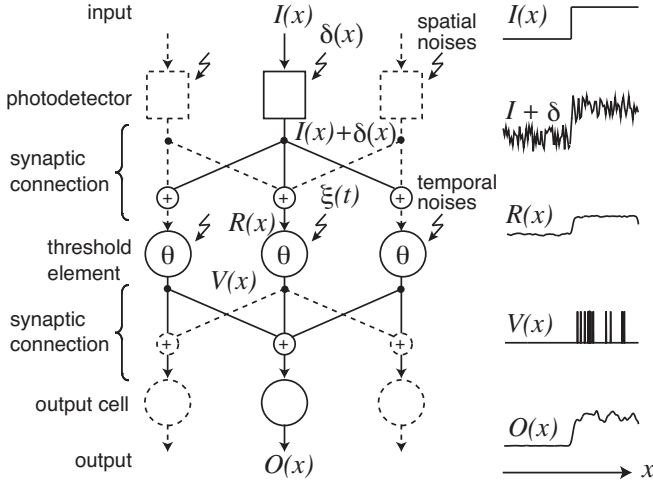 input
I(x)
δ(x)
spatial
noises
I(x)
photodetector
I(x)+δ(x)
I + δ
synaptic
connection
+
+
+
ξ(t)
temporal
noises
R(x)
R(x)
threshold
element
θ
θ
θ
V(x)
V(x)
synaptic
connection
+
+
+
output cell
O(x)
output
O(x)
x